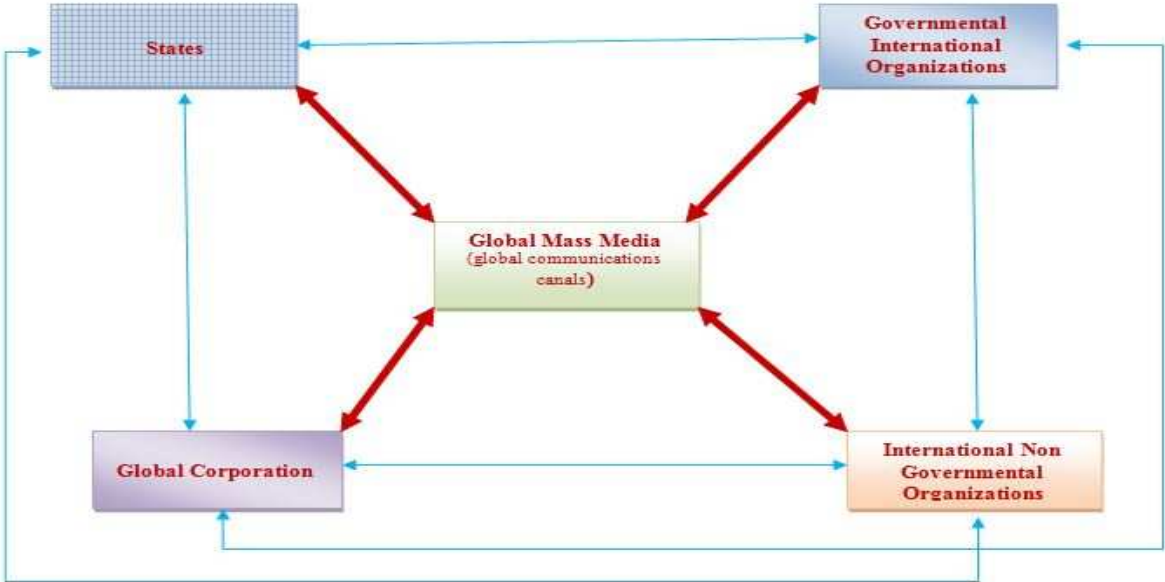 States
Governmental
International
Organizations
Global Mass Media
(global communications
canals)
Global Corporation
International Non
Governmental
Organizations